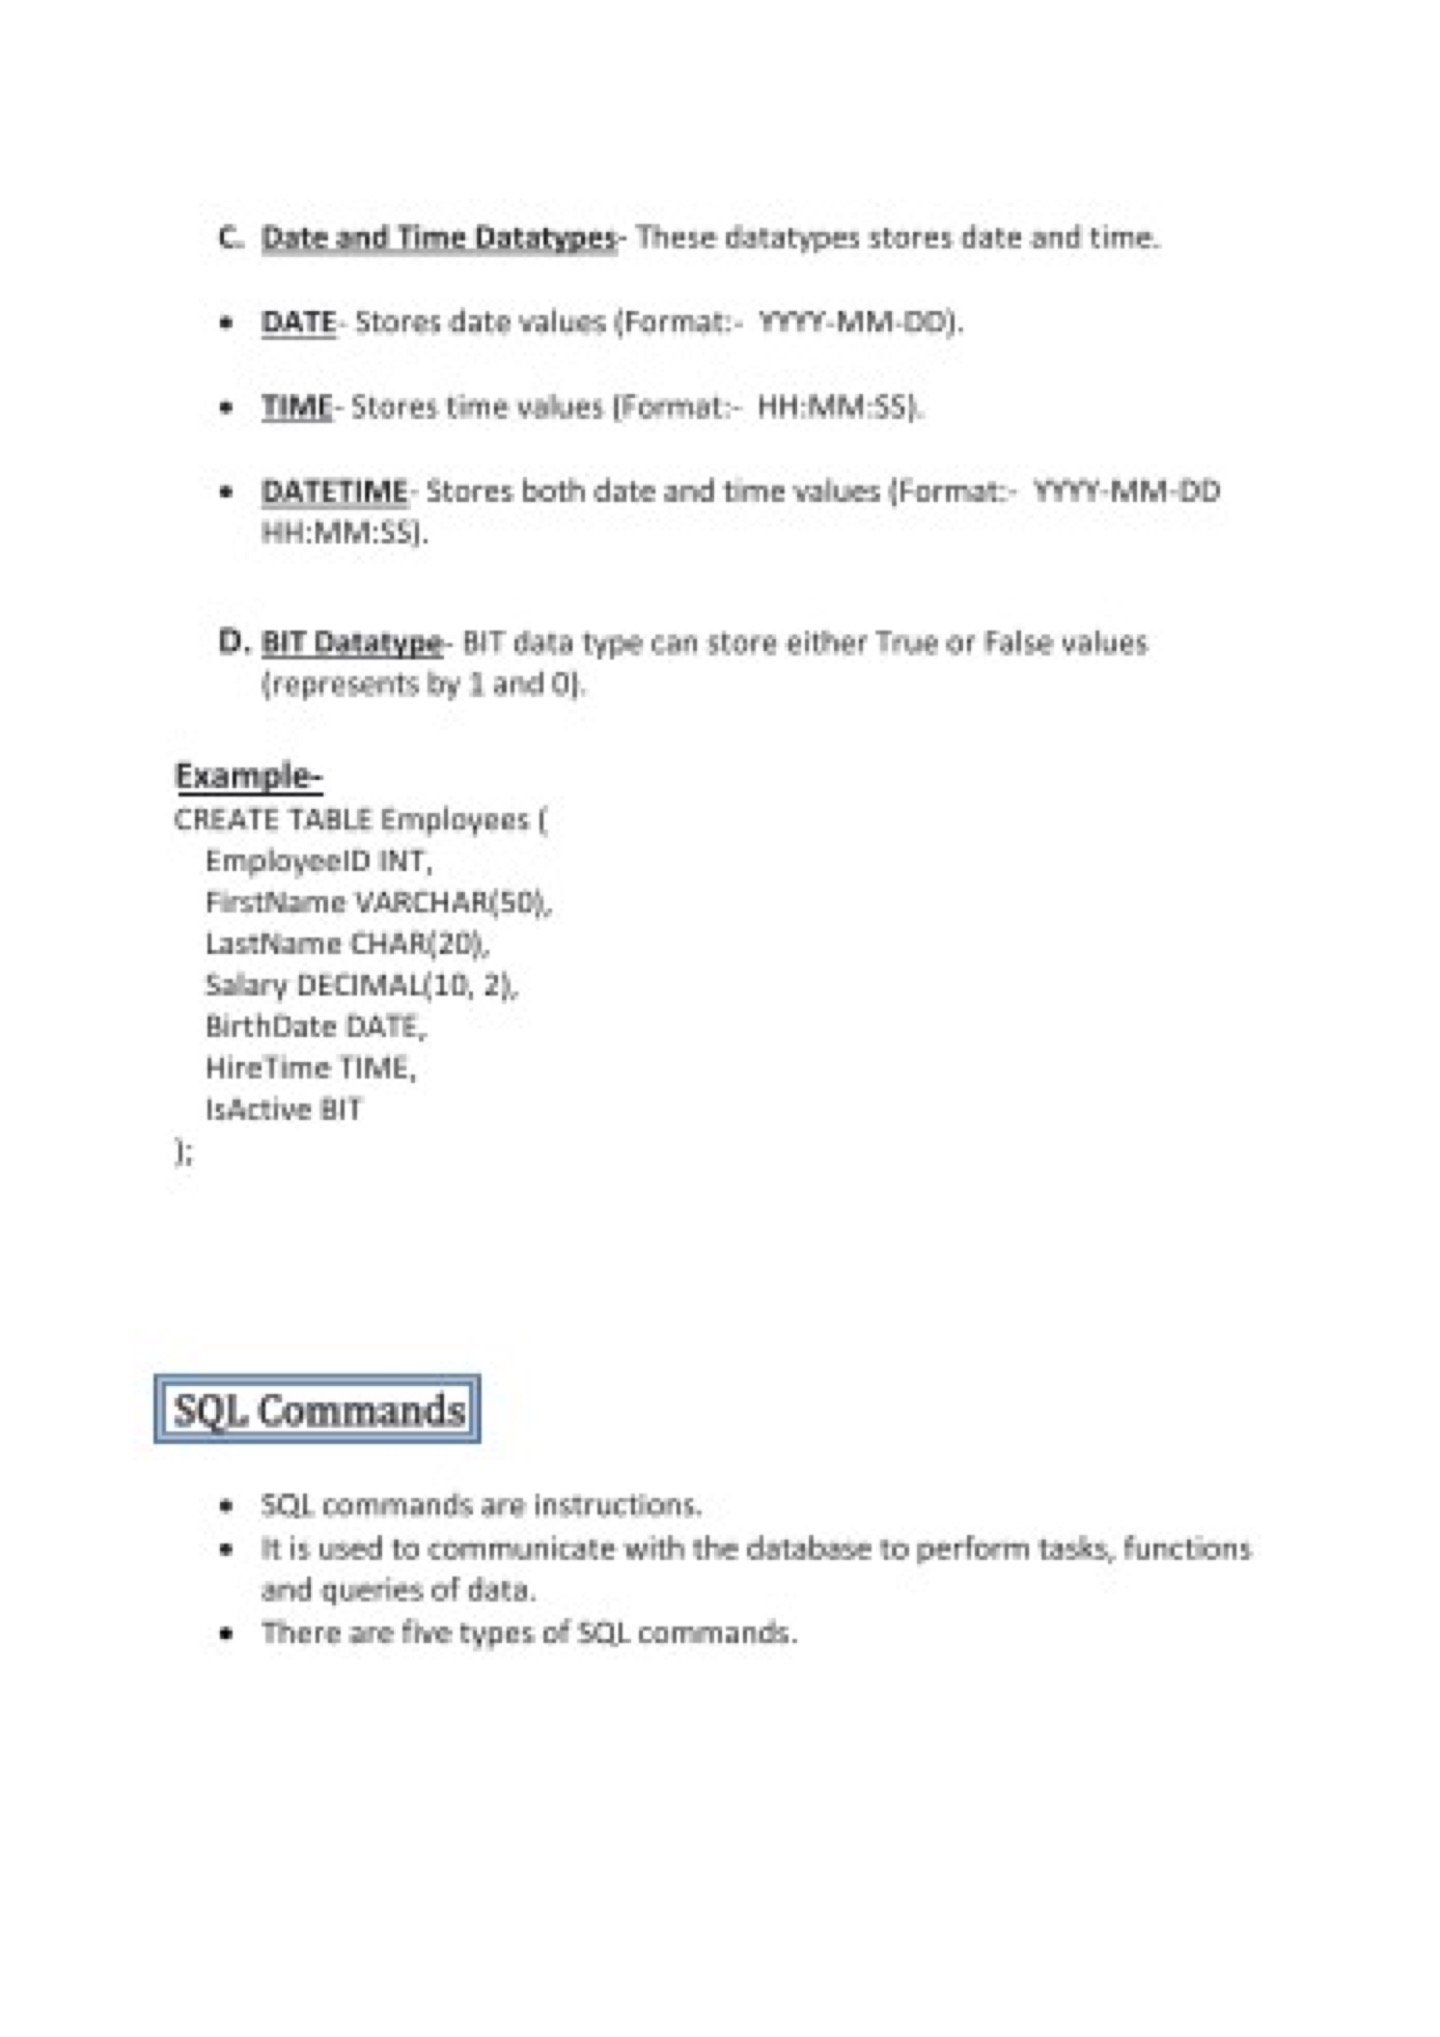 C. Date and Time Datatypes- These datatypes stores date and time.
• DATE- Stores date values (Format:- YYYY-MM-DD).
• TIME- Stores time values (Format:- HH:MM:SS).
• DATETIME- Stores both date and time values (Format:- YYYY-MM-DD
HH:MM:SS).
D. BIT Datatype- BIT data type can store either True or False values
(represents by 1 and 0).
Example-
CREATE TABLE Employees (
EmployeeID INT,
FirstName VARCHAR(50),
LastName CHAR(20),
Salary DECIMAL(10, 2),
BirthDate DATE,
HireTime TIME,
IsActive BIT
);
SQL Commands
• SQL commands are instructions.
• It is used to communicate with the database to perform tasks, functions
and queries of data.
• There are five types of SQL commands.